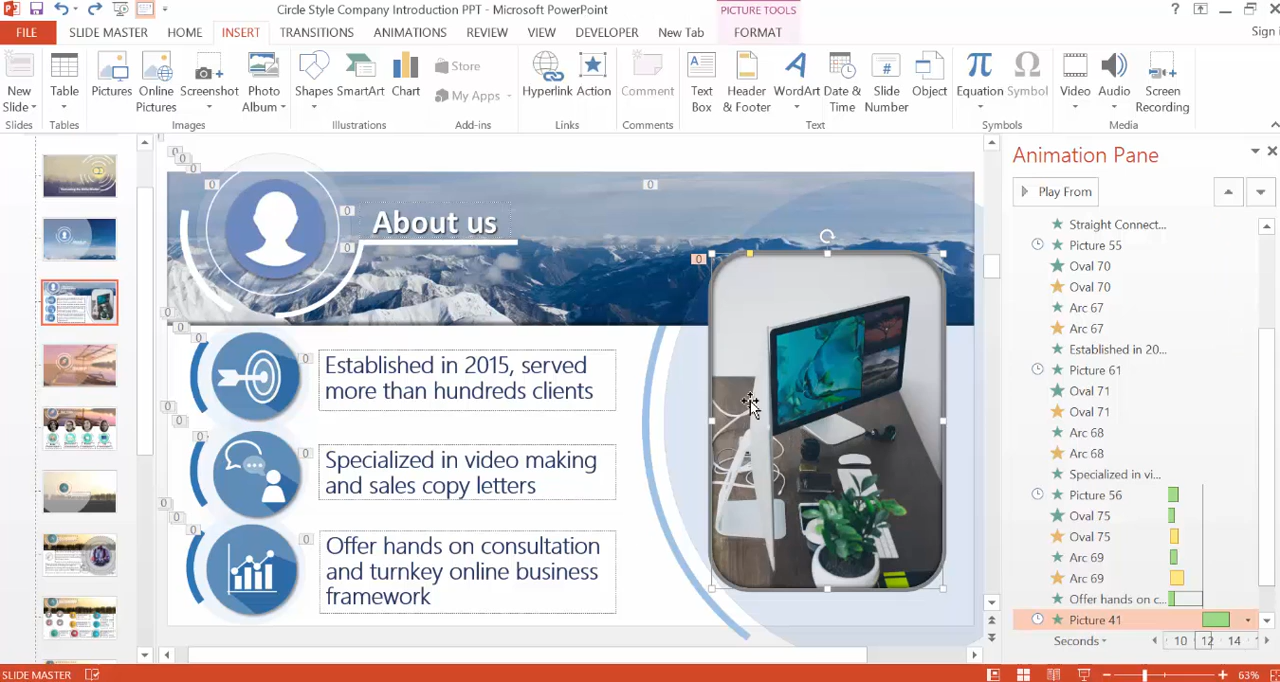 Circle Style Company Introduction PPT - Microsoft PowerPoint
PICTURE TOOLS
?
FILE
SLIDE MASTER
HOME
INSERT
TRANSITIONS
ANIMATIONS
REVIEW
VIEW
DEVELOPER
New Tab
FORMAT
Sign i
New
Slide
Table
Pictures
Online
Pictures
Screenshot
Photo
Album
Shapes
SmartArt
Chart
Store
My Apps
Hyperlink
Action
Comment
Text
Box
Header
& Footer
WordArt
Date &
Time
Slide
Number
Object
Equation
Symbol
Video
Audio
Screen
Recording
Slides
Tables
Images
Illustrations
Add-ins
Links
Comments
Text
Symbols
Media
About us
Established in 2015, served
more than hundreds clients
Specialized in video making
and sales copy letters
Offer hands on consultation
and turnkey online business
framework
Animation Pane
Play From
Straight Connect...
Picture 55
Oval 70
Oval 70
Arc 67
Arc 67
Established in 20...
Picture 61
Oval 71
Oval 71
Arc 68
Arc 68
Specialized in vi...
Picture 56
Oval 75
Oval 75
Arc 69
Arc 69
Offer hands on c...
Picture 41
Seconds
10 12 14
SLIDE MASTER
63%